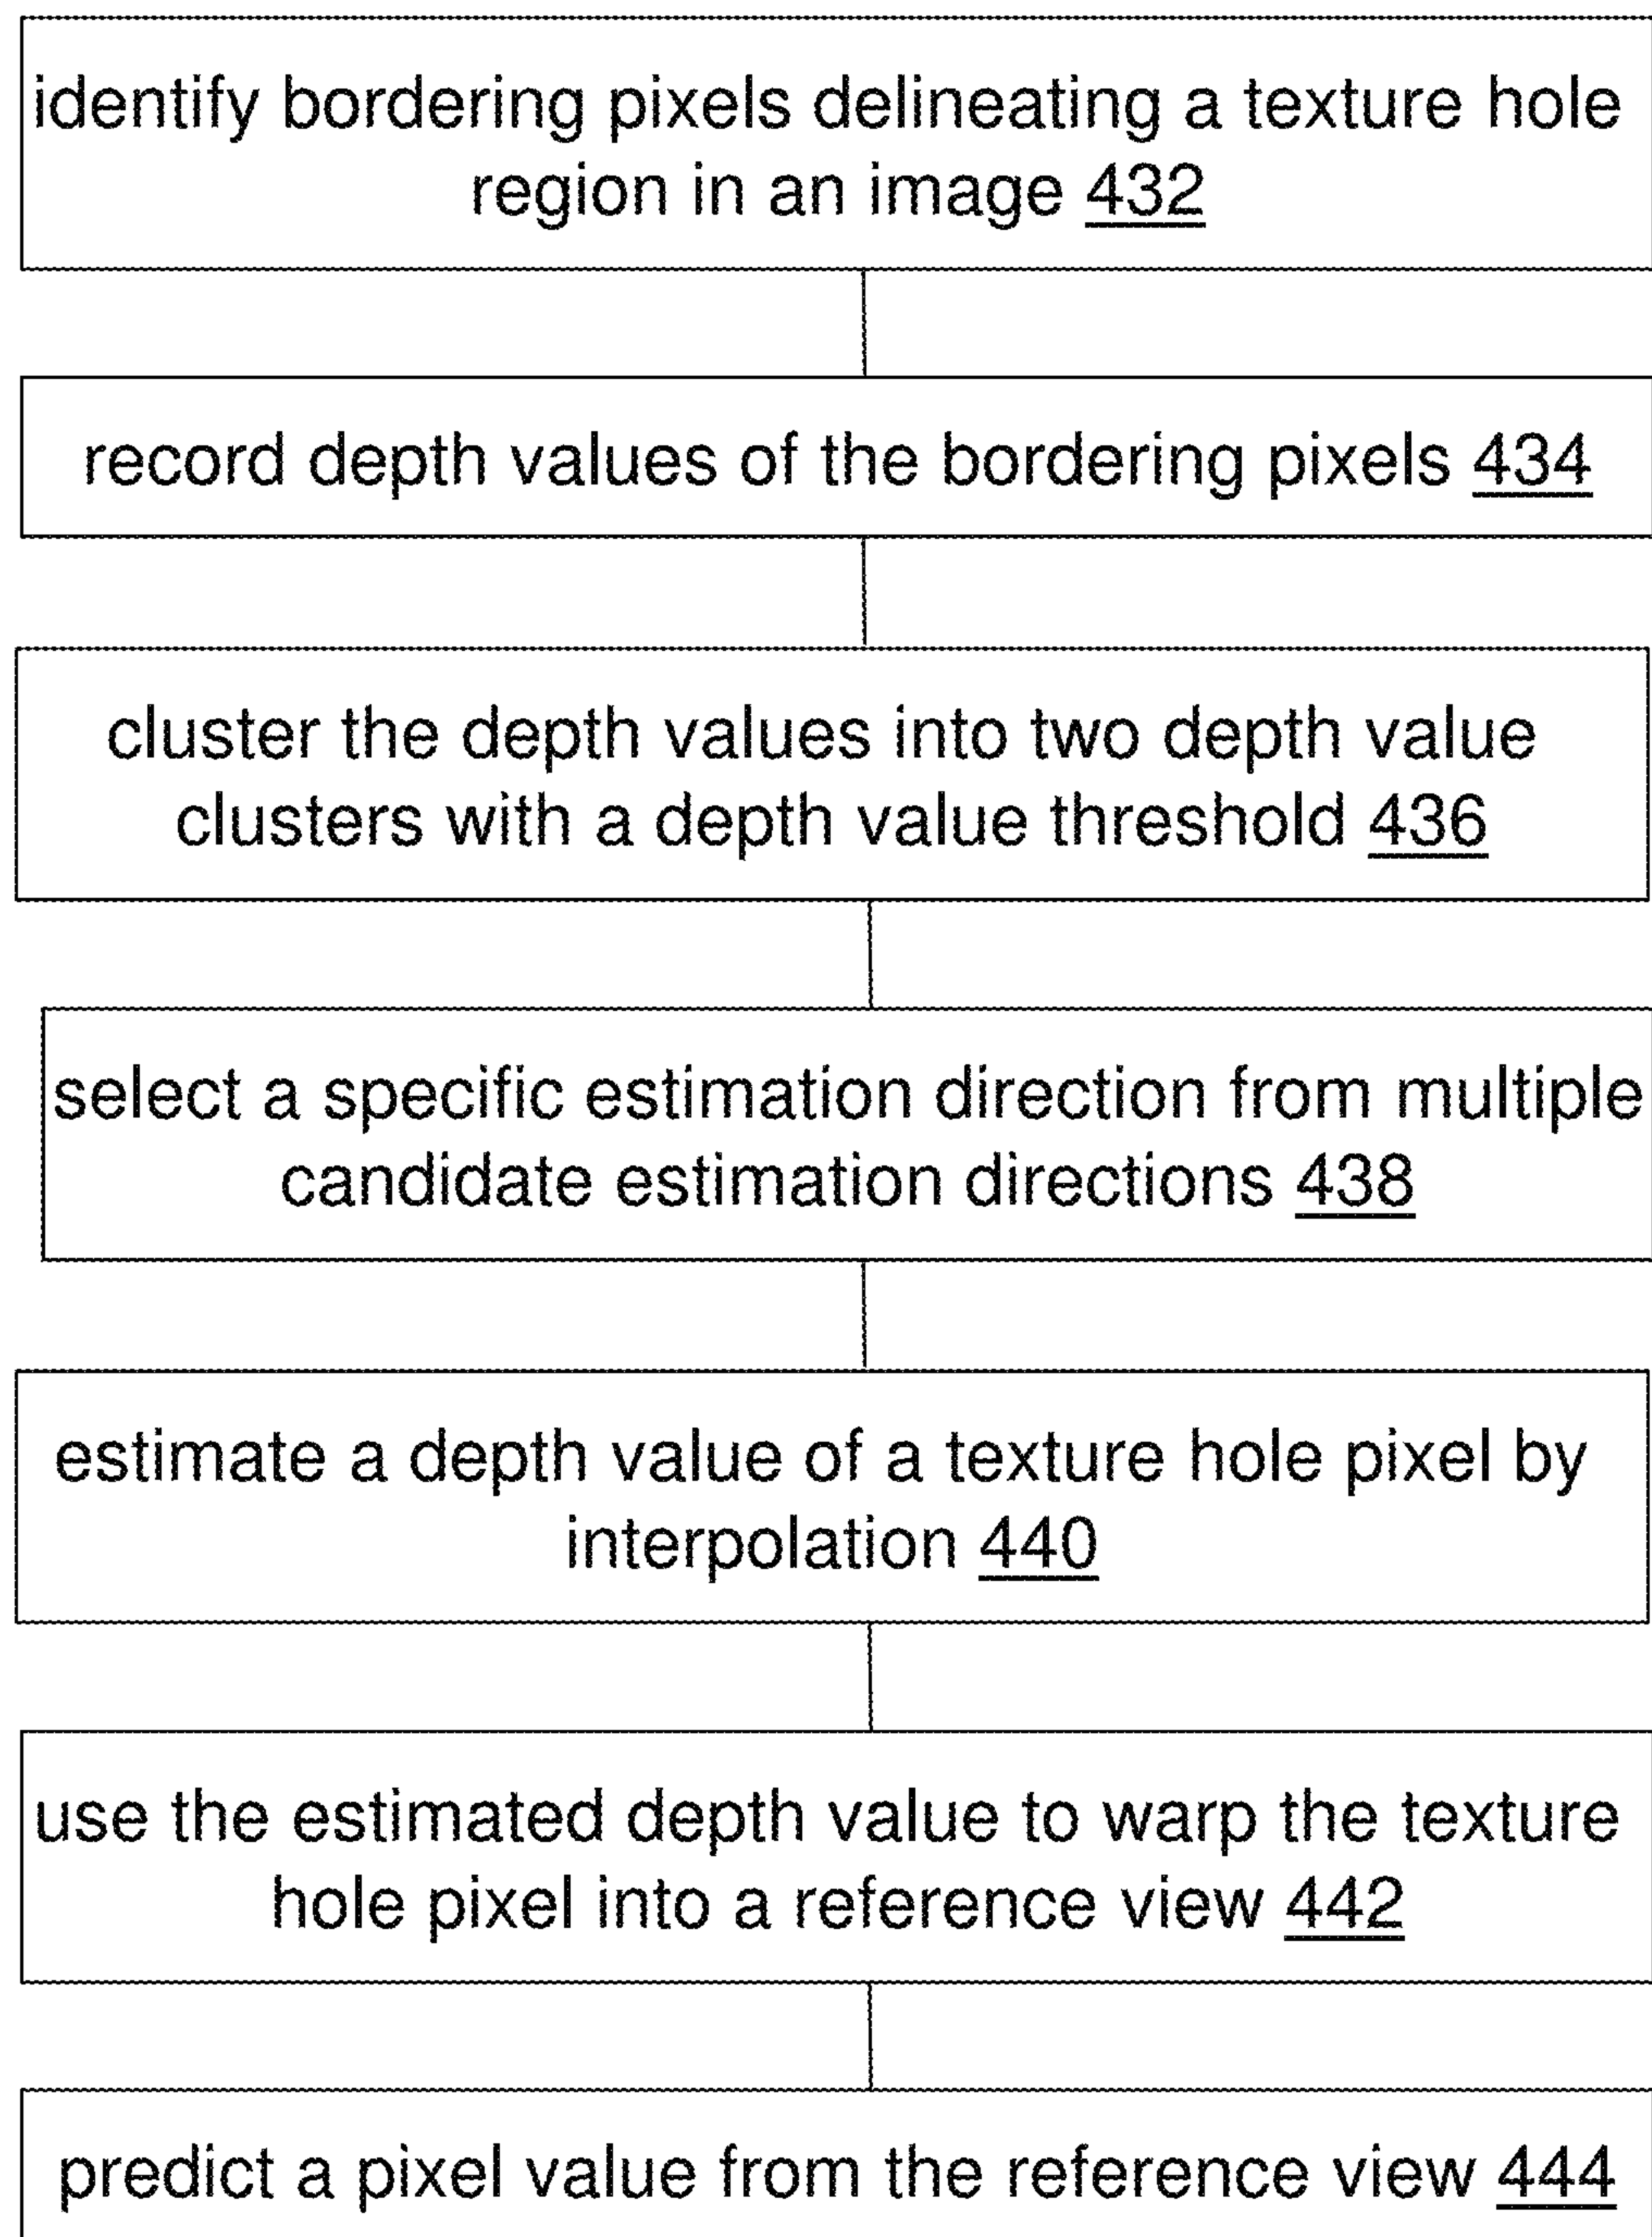 identify bordering pixels delineating a texture hole
region in an image 432
record depth values of the bordering pixels 434
cluster the depth values into two depth value
clusters with a depth value threshold 436
select a specific estimation direction from multiple
candidate estimation directions 438
estimate a depth value of a texture hole pixel by
interpolation 440
use the estimated depth value to warp the texture
hole pixel into a reference view 442
predict a pixel value from the reference view 444